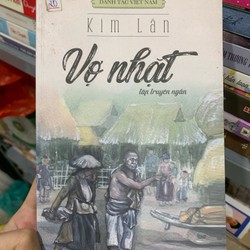 DANH TÁC VIỆT NAM
Kim Lân
Vợ nhặt
tập truyện ngắn